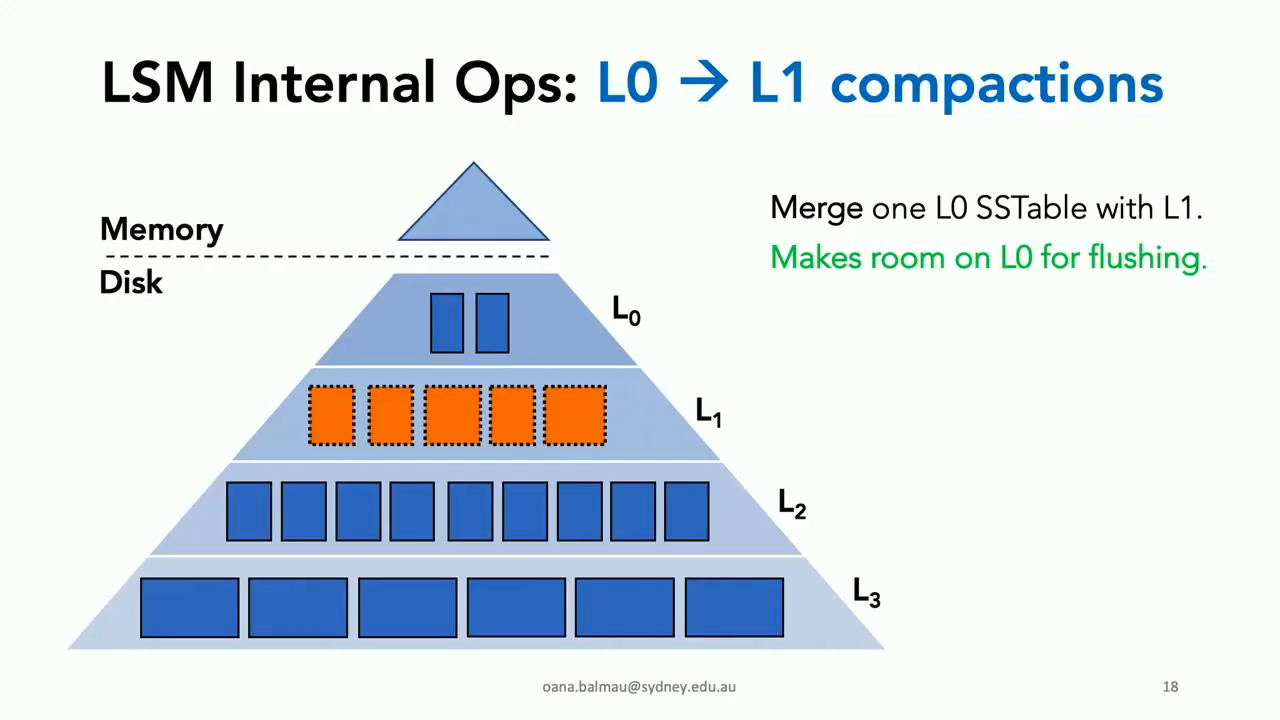 LSM Internal Ops: L0 → L1 compactions
Memory
Disk
Merge one L0 SSTable with L1.
Makes room on L0 for flushing.
L0
L1
L2
L3
oana.balmau@sydney.edu.au
18